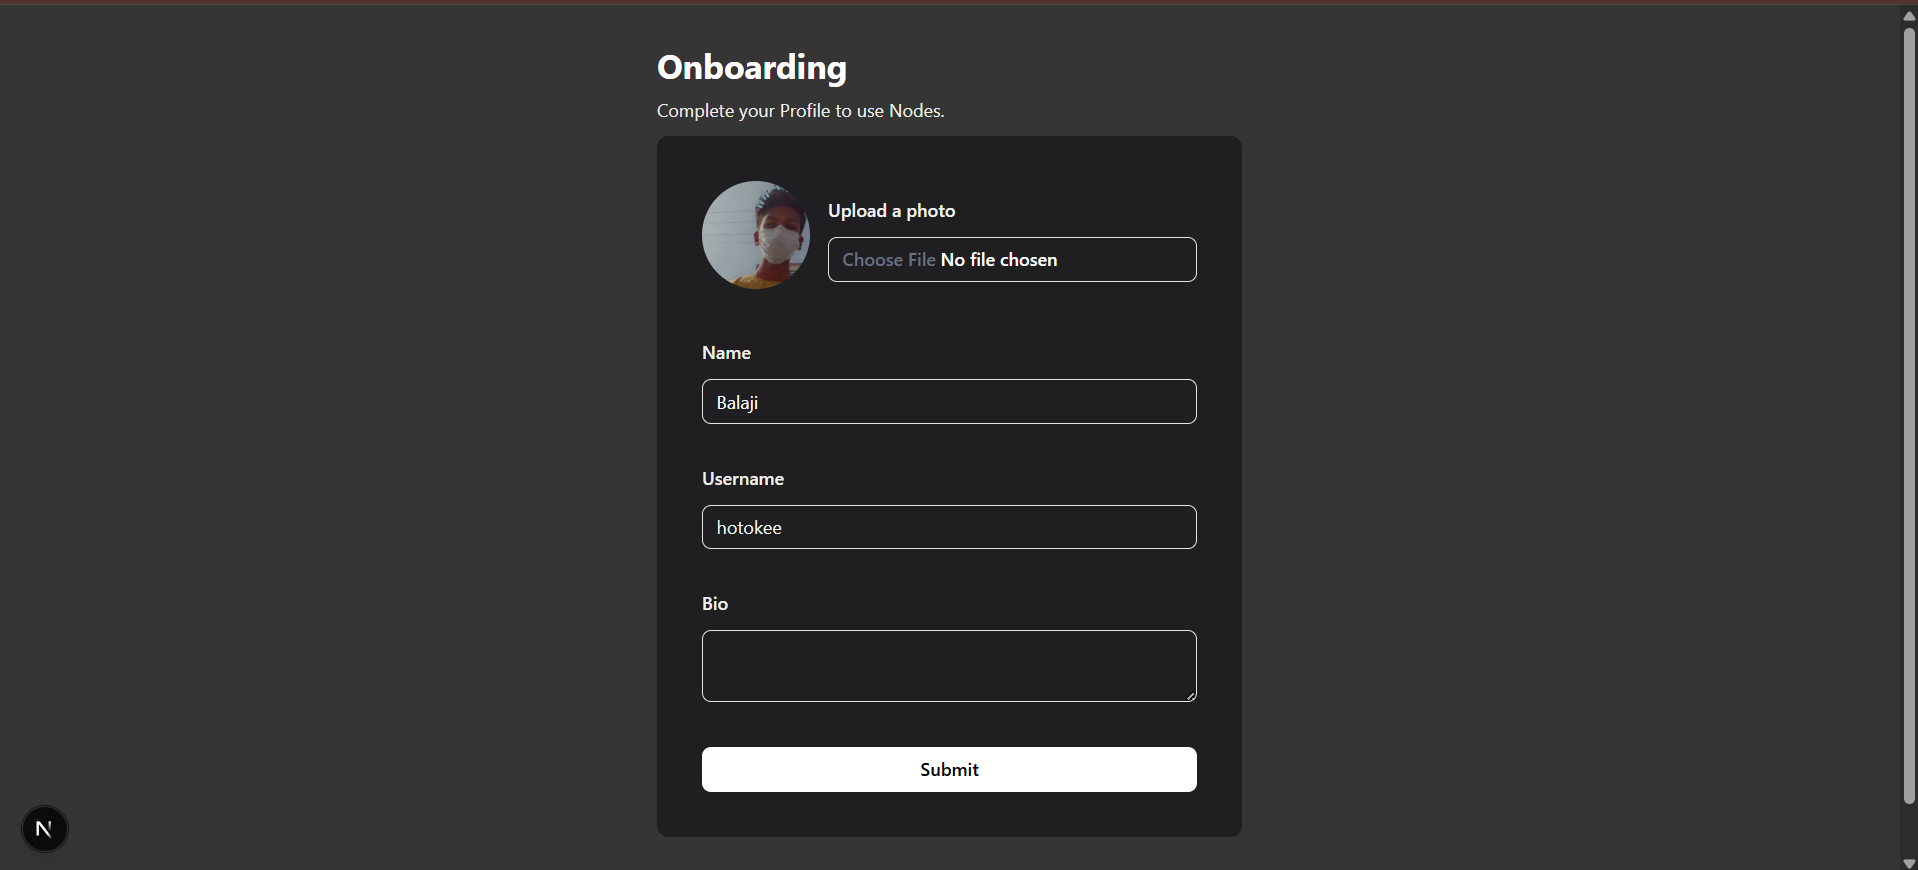 Onboarding
Complete your Profile to use Nodes.
Upload a photo
Choose File No file chosen
Name
Balaji
Username
hotokee
Bio
Submit
N